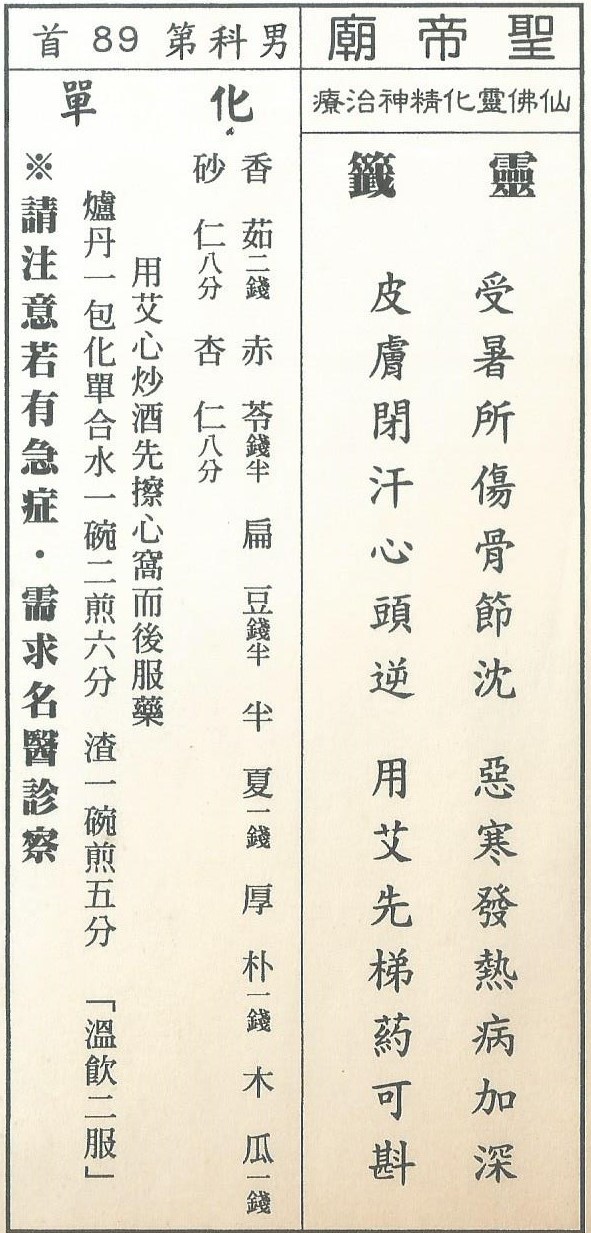 聖帝廟
男科第89首
仙佛靈化精神治療
靈籤
受暑所傷骨節沈　惡寒發熱病加深
皮膚閉汗心頭逆　用艾先梯葯可斟
化單
香茹二錢　赤苓錢半　扁豆錢半　半夏一錢　厚朴一錢　木瓜一錢
砂仁八分　杏仁八分
用艾心炒酒先擦心窩而後服藥
爐丹一包化單合水一碗二煎六分　渣一碗煎五分　「溫飲二服」
※請注意若有急症．需求名醫診察